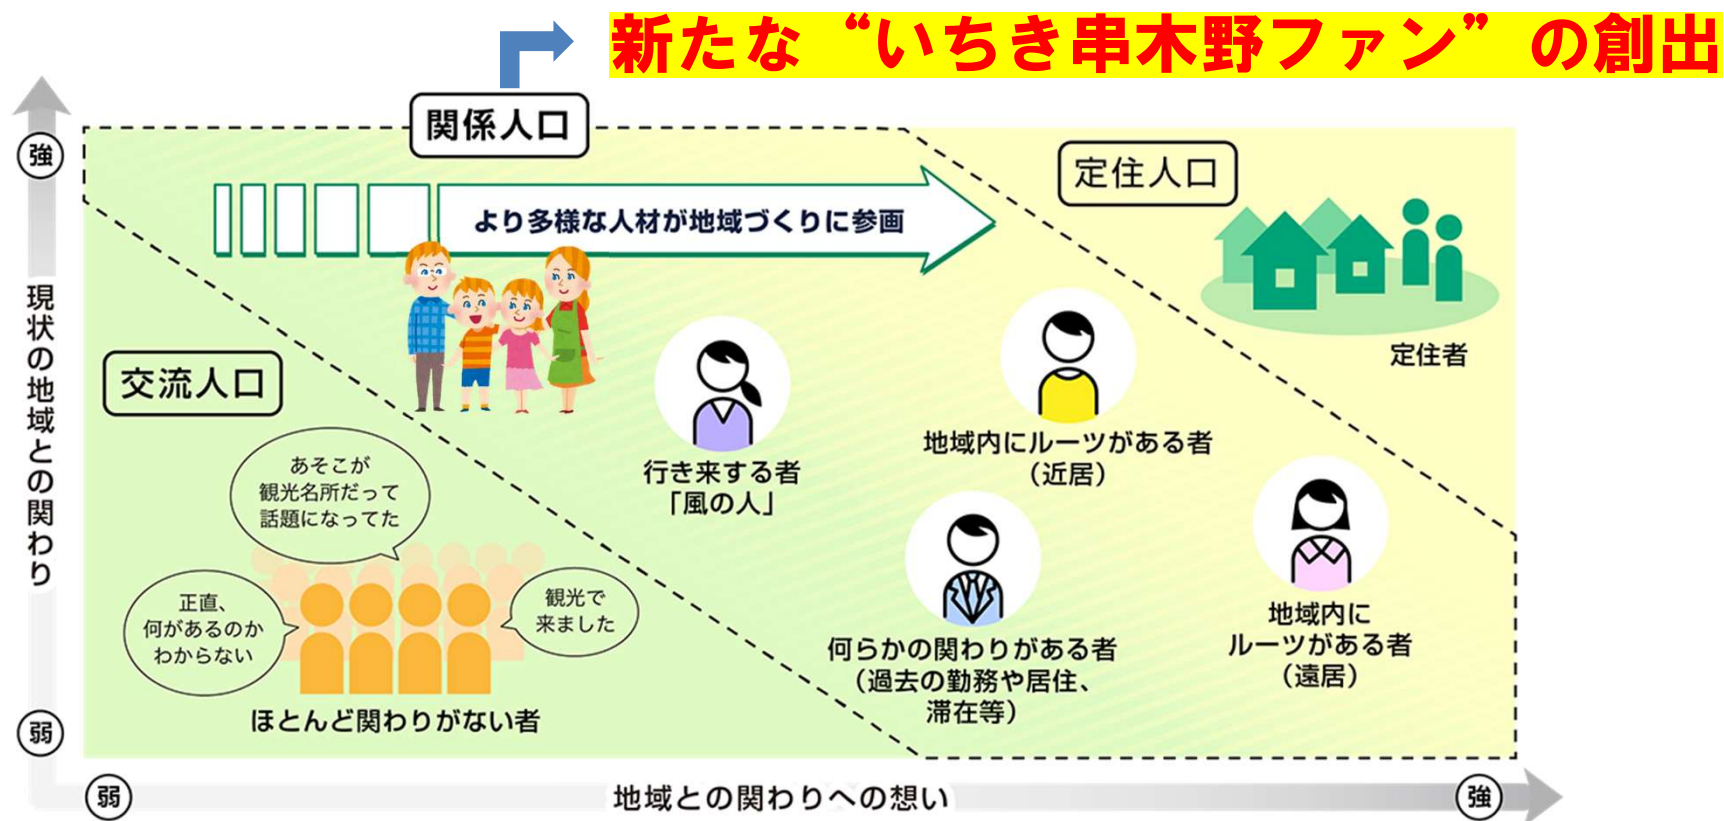 新たな“いちき串木野ファン”の創出
関係人口
強
定住人口
より多様な人材が地域づくりに参画
現状の地域との関わり
定住者
交流人口
地域内にルーツがある者
（近居）
行き来する者
「風の人」
あそこが
観光名所だって
話題になってた
正直、
何があるのか
わからない
観光で
来ました
地域内に
ルーツがある者
（遠居）
何らかの関わりがある者
（過去の勤務や居住、
滞在等）
ほとんど関わりがない者
弱
弱
地域との関わりへの想い
強